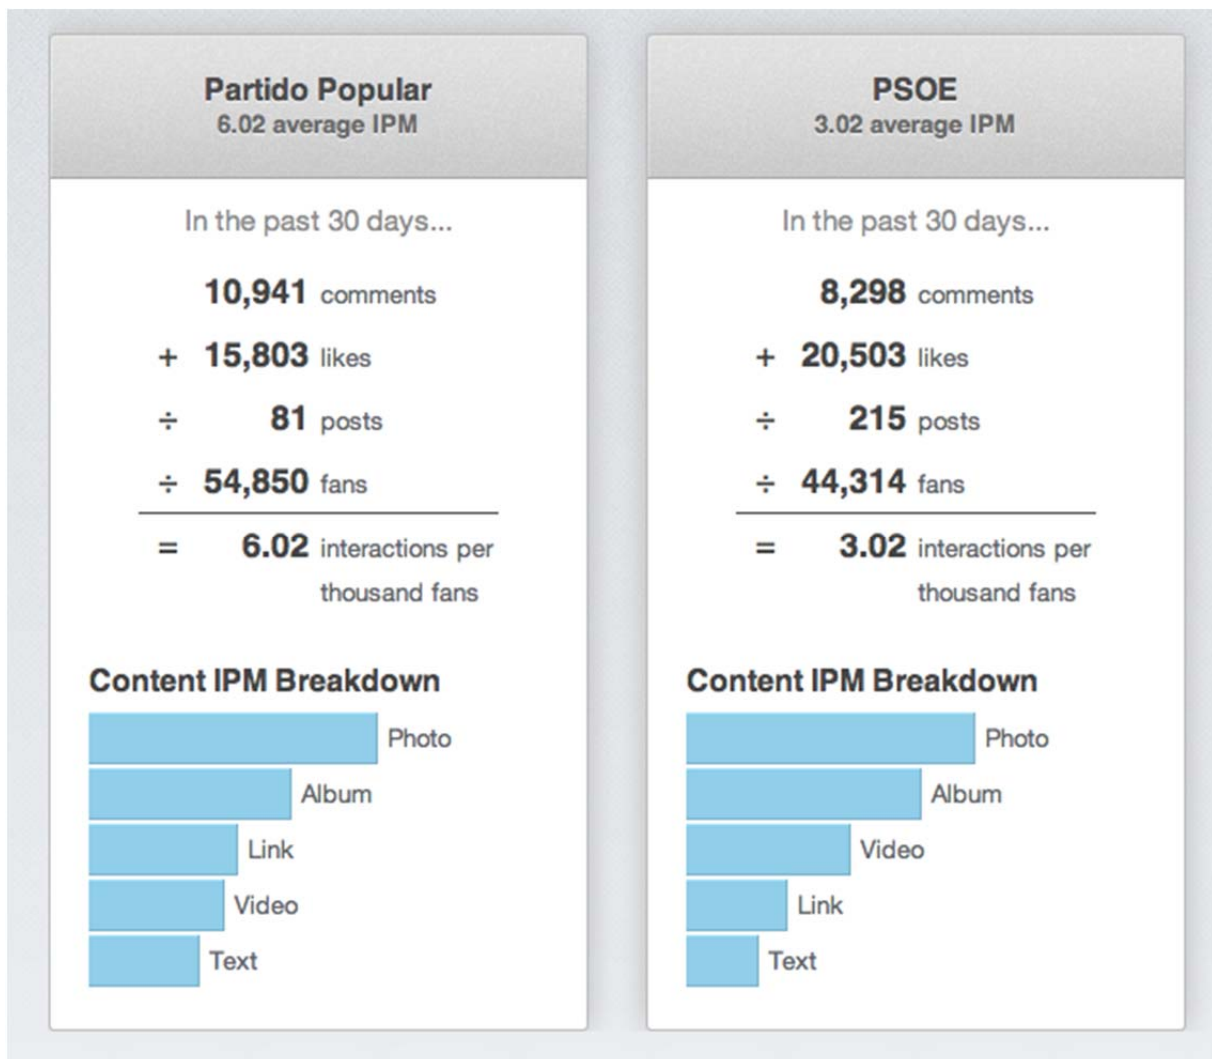 Partido Popular
6.02 average IPM
In the past 30 days...
10,941 comments
+ 15,803 likes
÷ 81 posts
÷ 54,850 fans
= 6.02 interactions per
thousand fans
Content IPM Breakdown
Photo
Album
Link
Video
Text
PSOE
3.02 average IPM
In the past 30 days...
8,298 comments
+ 20,503 likes
÷ 215 posts
÷ 44,314 fans
= 3.02 interactions per
thousand fans
Content IPM Breakdown
Photo
Album
Video
Link
Text